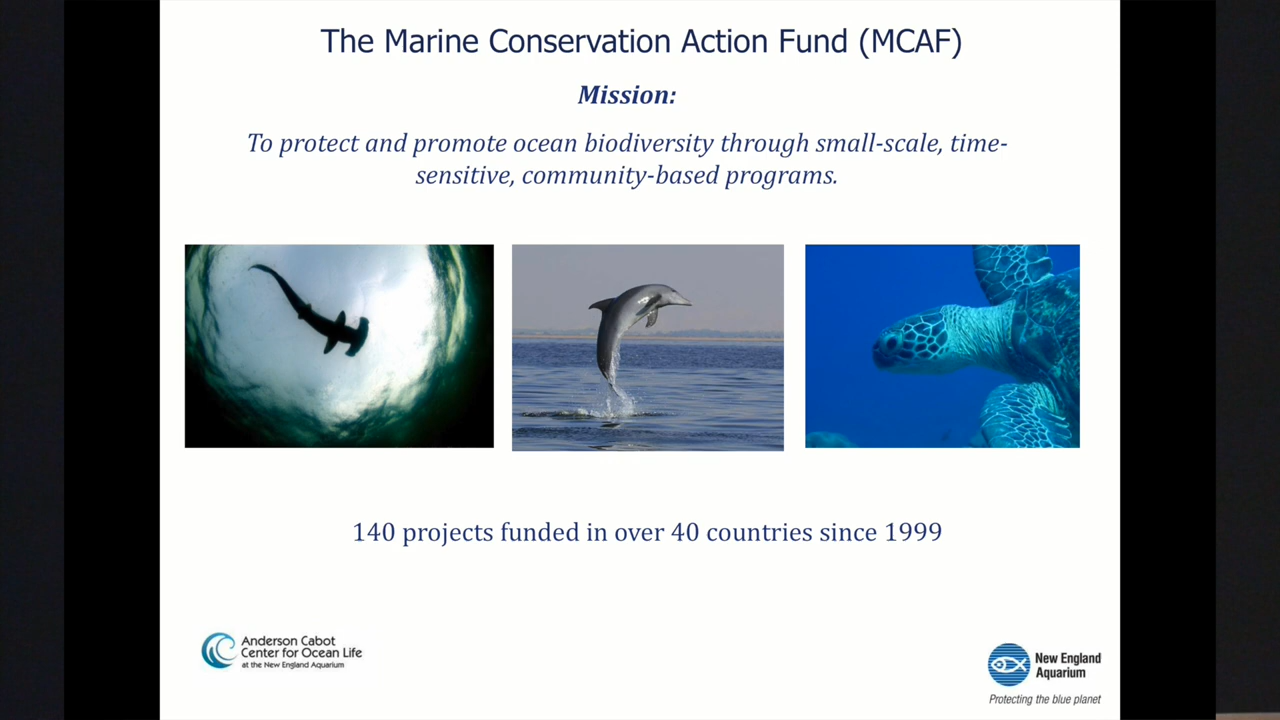 The Marine Conservation Action Fund (MCAF)
Mission:
To protect and promote ocean biodiversity through small-scale, time-
sensitive, community-based programs.
140 projects funded in over 40 countries since 1999
Anderson Cabot
Center for Ocean Life
at the New England Aquarium
New England
Aquarium
Protecting the blue planet